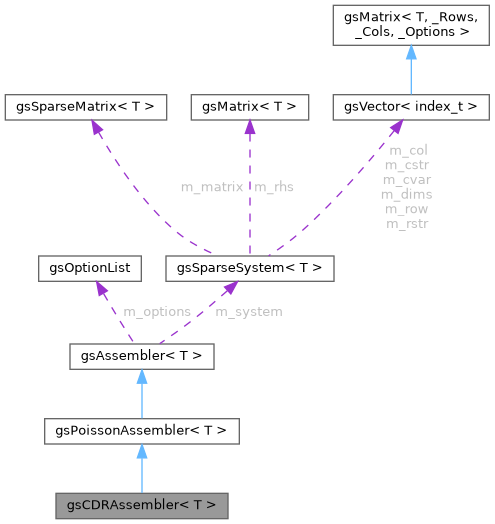 gsMatrix< T, _Rows,
_Cols, _Options >
gsSparseMatrix< T >
gsMatrix< T >
gsVector< index_t >
m_matrix
m_rhs
m_col
m_cstr
m_cvar
m_dims
m_row
m_rstr
gsOptionList
gsSparseSystem< T >
m_options
m_system
gsAssembler< T >
gsPoissonAssembler< T >
gsCDRAssembler< T >